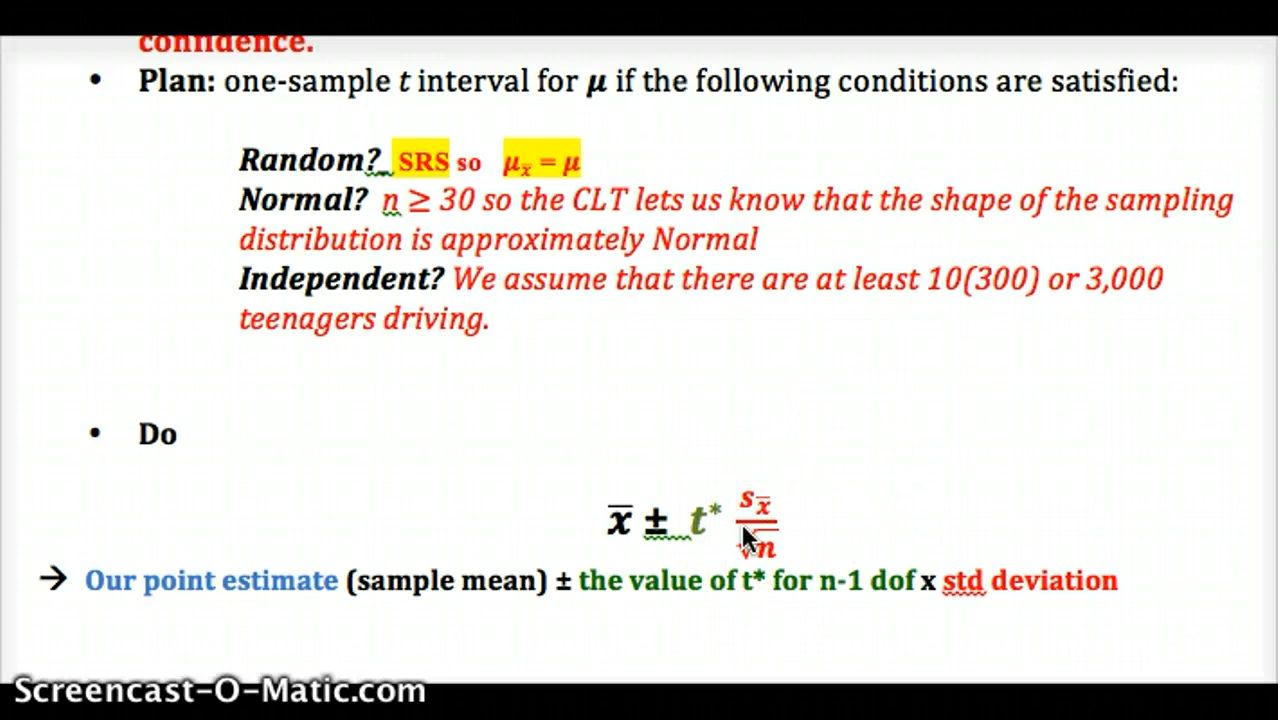 confidence.
• Plan: one-sample t interval for μ if the following conditions are satisfied:
Random?_ SRS so μx̅ = μ
Normal? n ≥ 30 so the CLT lets us know that the shape of the sampling
distribution is approximately Normal
Independent? We assume that there are at least 10(300) or 3,000
teenagers driving.
• Do
x̅ ± t* sx̅/√n
→ Our point estimate (sample mean) ± the value of t* for n-1 dof x std deviation
Screencast-O-Matic.com